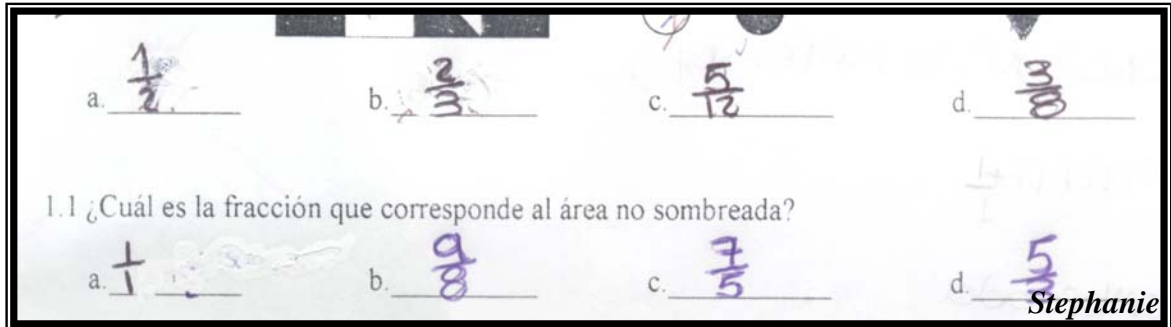 a. 1/2 b. 2/3 c. 5/12 d. 3/8
1.1 ¿Cuál es la fracción que corresponde al área no sombreada?
a. 1/1 b. 9/8 c. 7/5 d. 5/3
Stephanie